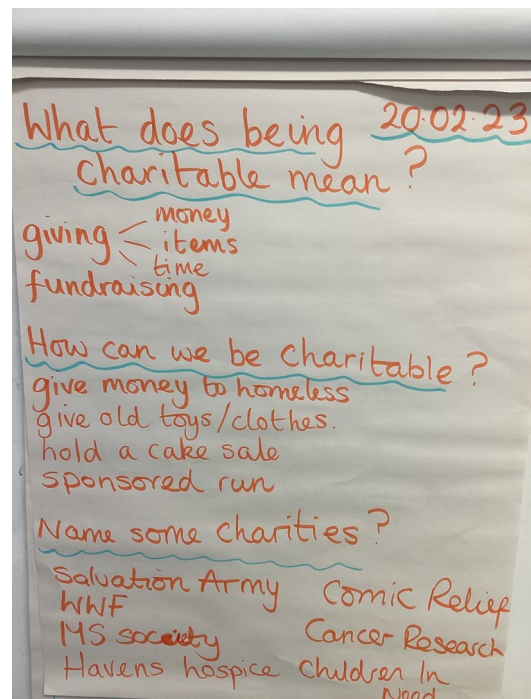 What does being 20.02.23
charitable mean?
giving money
items
time
fundraising
How can we be charitable?
give money to homeless
give old toys/clothes.
hold a cake sale
sponsored run
Name some charities?
Salvation Army Comic Relief
WWF
MS society Cancer Research
Havens hospice Children In
Need